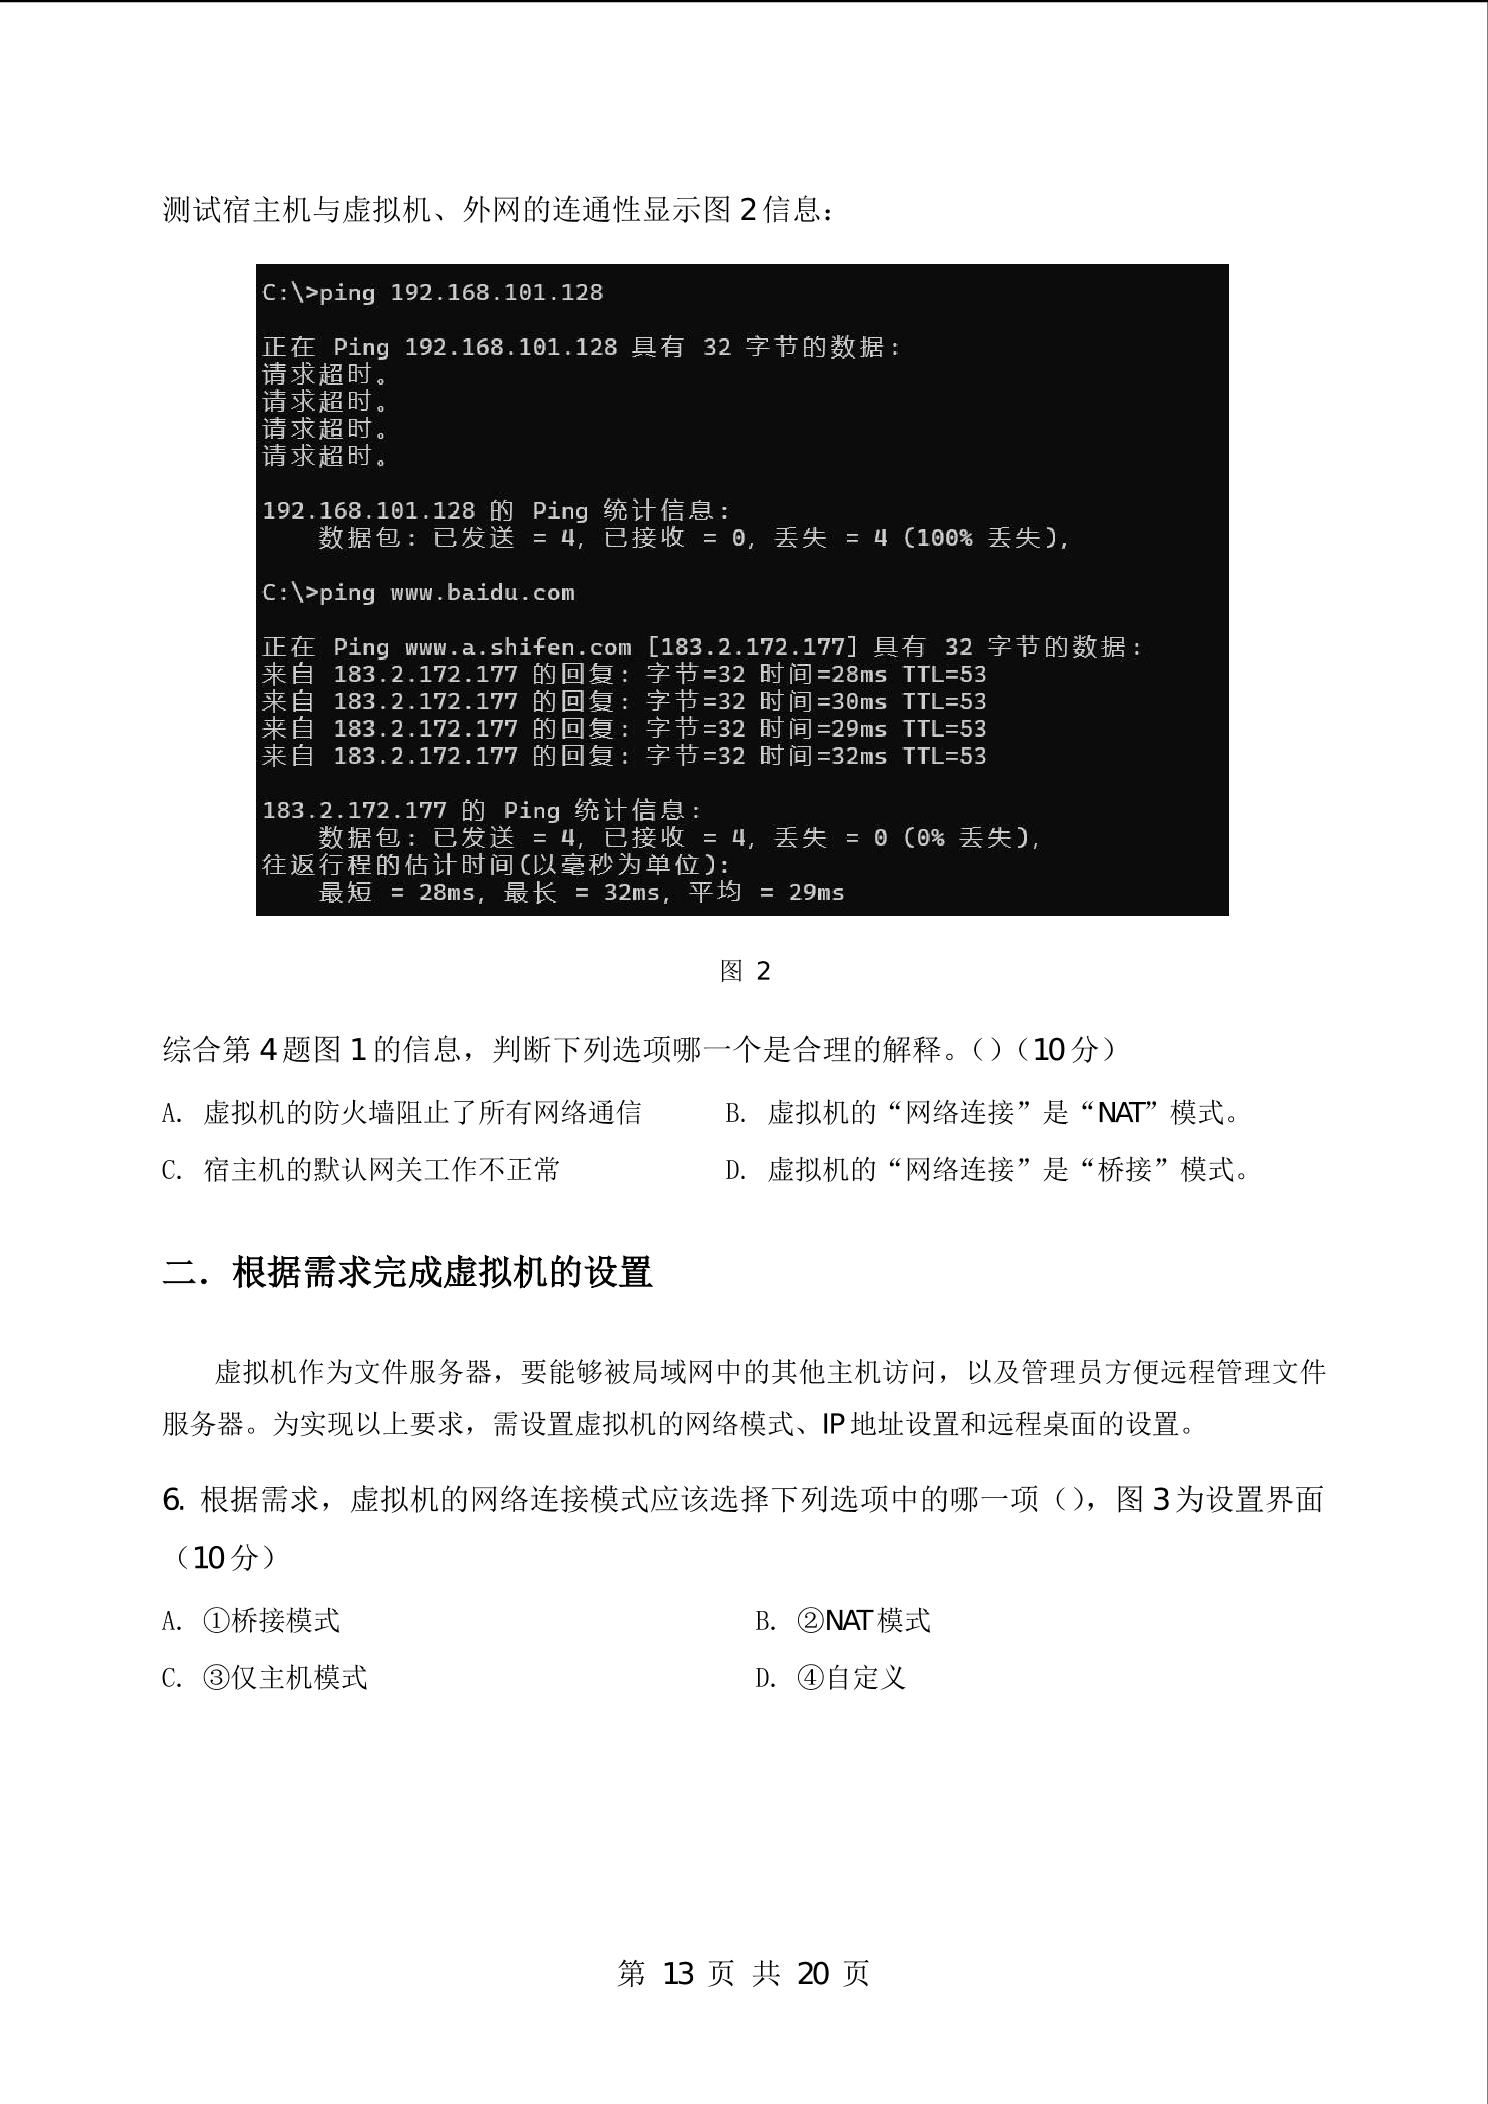 测试宿主机与虚拟机、外网的连通性显示图 2 信息：
C:\>ping 192.168.101.128
正在 Ping 192.168.101.128 具有 32 字节的数据:
请求超时。
请求超时。
请求超时。
请求超时。
192.168.101.128 的 Ping 统计信息:
数据包: 已发送 = 4, 已接收 = 0, 丢失 = 4 (100% 丢失),
C:\>ping www.baidu.com
正在 Ping www.a.shifen.com [183.2.172.177] 具有 32 字节的数据:
来自 183.2.172.177 的回复: 字节=32 时间=28ms TTL=53
来自 183.2.172.177 的回复: 字节=32 时间=30ms TTL=53
来自 183.2.172.177 的回复: 字节=32 时间=29ms TTL=53
来自 183.2.172.177 的回复: 字节=32 时间=32ms TTL=53
183.2.172.177 的 Ping 统计信息:
数据包: 已发送 = 4, 已接收 = 4, 丢失 = 0 (0% 丢失),
往返行程的估计时间(以毫秒为单位):
最短 = 28ms, 最长 = 32ms, 平均 = 29ms
图 2
综合第 4 题图 1 的信息，判断下列选项哪一个是合理的解释。（）（10 分）
A. 虚拟机的防火墙阻止了所有网络通信 B. 虚拟机的“网络连接”是“NAT”模式。
C. 宿主机的默认网关工作不正常 D. 虚拟机的“网络连接”是“桥接”模式。
二．根据需求完成虚拟机的设置
虚拟机作为文件服务器，要能够被局域网中的其他主机访问，以及管理员方便远程管理文件
服务器。为实现以上要求，需设置虚拟机的网络模式、IP 地址设置和远程桌面的设置。
6. 根据需求，虚拟机的网络连接模式应该选择下列选项中的哪一项（），图 3 为设置界面
（10 分）
A. ①桥接模式 B. ②NAT 模式
C. ③仅主机模式 D. ④自定义
第 13 页 共 20 页